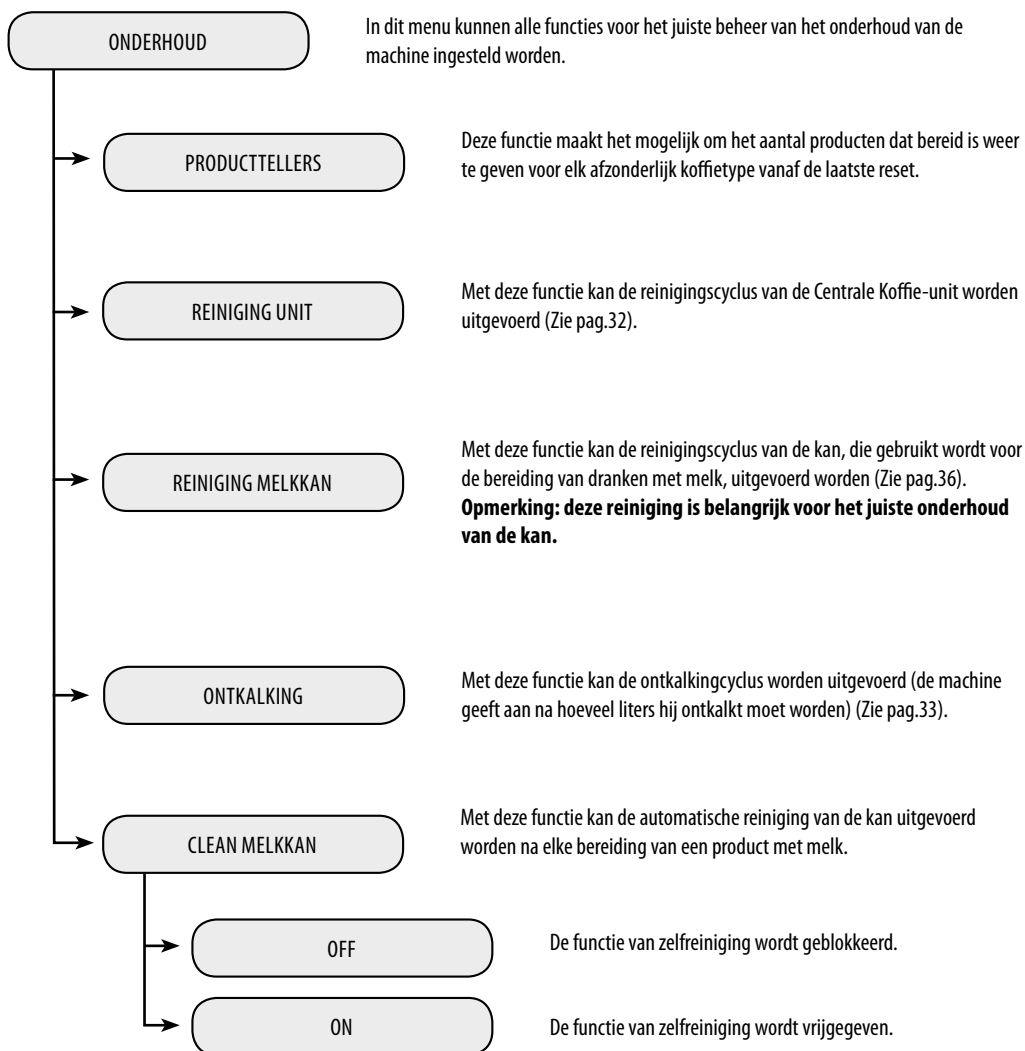 ONDERHOUD
In dit menu kunnen alle functies voor het juiste beheer van het onderhoud van de
machine ingesteld worden.
PRODUCTTELLERS
Deze functie maakt het mogelijk om het aantal producten dat bereid is weer
te geven voor elk afzonderlijk koffietype vanaf de laatste reset.
REINIGING UNIT
Met deze functie kan de reinigingscyclus van de Centrale Koffie-unit worden
uitgevoerd (Zie pag.32).
REINIGING MELKKAN
Met deze functie kan de reinigingscyclus van de kan, die gebruikt wordt voor
de bereiding van dranken met melk, uitgevoerd worden (Zie pag.36).
Opmerking: deze reiniging is belangrijk voor het juiste onderhoud
van de kan.
ONTKALKING
Met deze functie kan de ontkalkingcyclus worden uitgevoerd (de machine
geeft aan na hoeveel liters hij ontkalkt moet worden) (Zie pag.33).
CLEAN MELKKAN
Met deze functie kan de automatische reiniging van de kan uitgevoerd
worden na elke bereiding van een product met melk.
OFF
De functie van zelfreiniging wordt geblokkeerd.
ON
De functie van zelfreiniging wordt vrijgegeven.